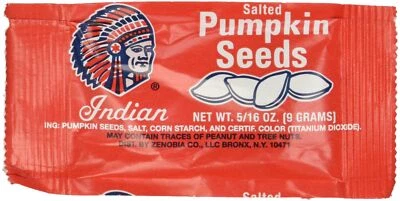 Salted
Pumpkin
Seeds
Indian
NET WT. 5/16 OZ. [9 GRAMS]
ING: PUMPKIN SEEDS, SALT, CORN STARCH, AND CERTIF. COLOR (TITANIUM DIOXIDE).
MAY CONTAIN TRACES OF PEANUT AND TREE NUTS.
DIST. BY ZENOBIA CO., LLC BRONX, N.Y. 10471
Salted